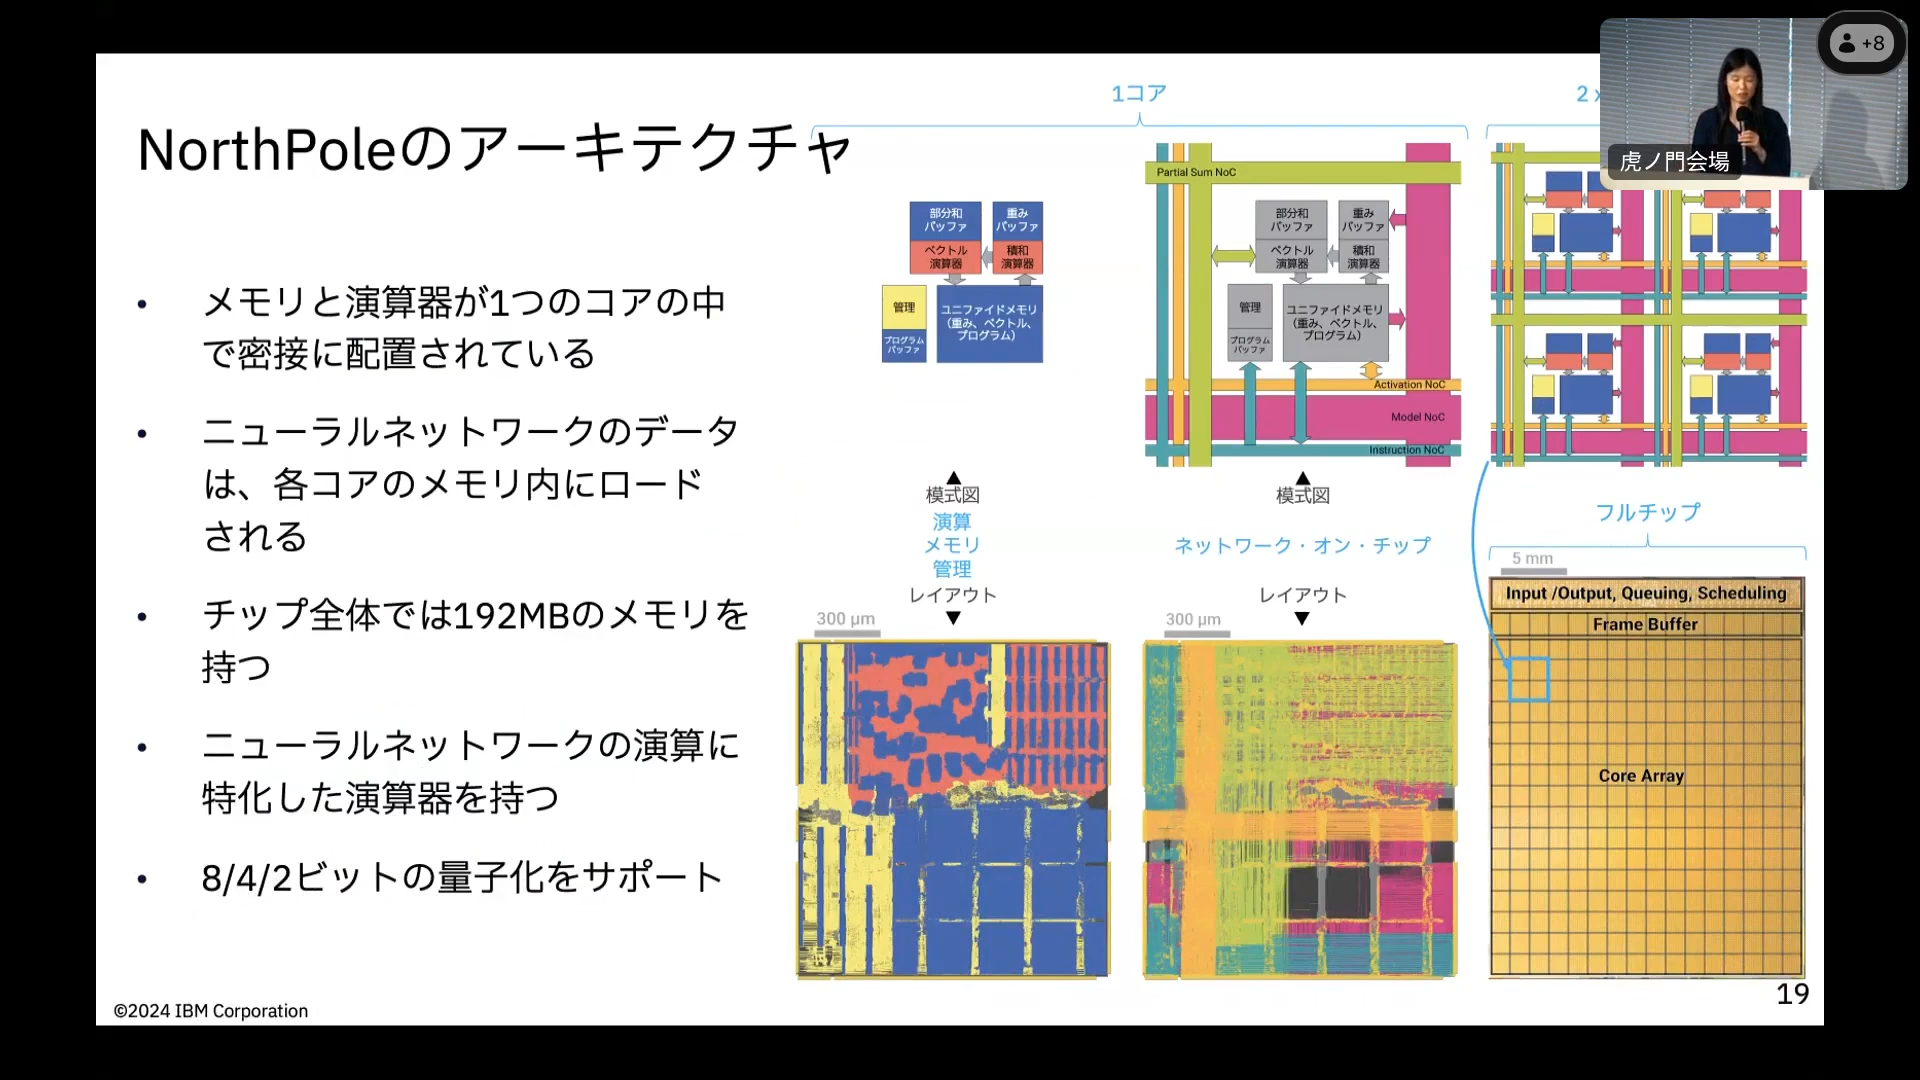 +8
虎ノ門会場
NorthPoleのアーキテクチャ
メモリと演算器が1つのコアの中
で密接に配置されている
ニューラルネットワークのデータ
は、各コアのメモリ内にロード
される
チップ全体では192MBのメモリを
持つ
ニューラルネットワークの演算に
特化した演算器を持つ
8/4/2ビットの量子化をサポート
1コア
部分和
バッファ
重み
バッファ
ベクトル
演算器
積和
演算器
管理
プログラム
バッファ
ユニファイドメモリ
(重み、ベクトル、
プログラム)
▲
模式図
演算
メモリ
管理
レイアウト
▼
300 μm
Partial Sum NoC
部分和
バッファ
重み
バッファ
ベクトル
演算器
積和
演算器
管理
プログラム
バッファ
ユニファイドメモリ
(重み、ベクトル、
プログラム)
Activation NoC
Model NoC
Instruction NoC
▲
模式図
ネットワーク・オン・チップ
レイアウト
▼
300 μm
2
フルチップ
5 mm
Input /Output, Queuing, Scheduling
Frame Buffer
Core Array
©2024 IBM Corporation
19